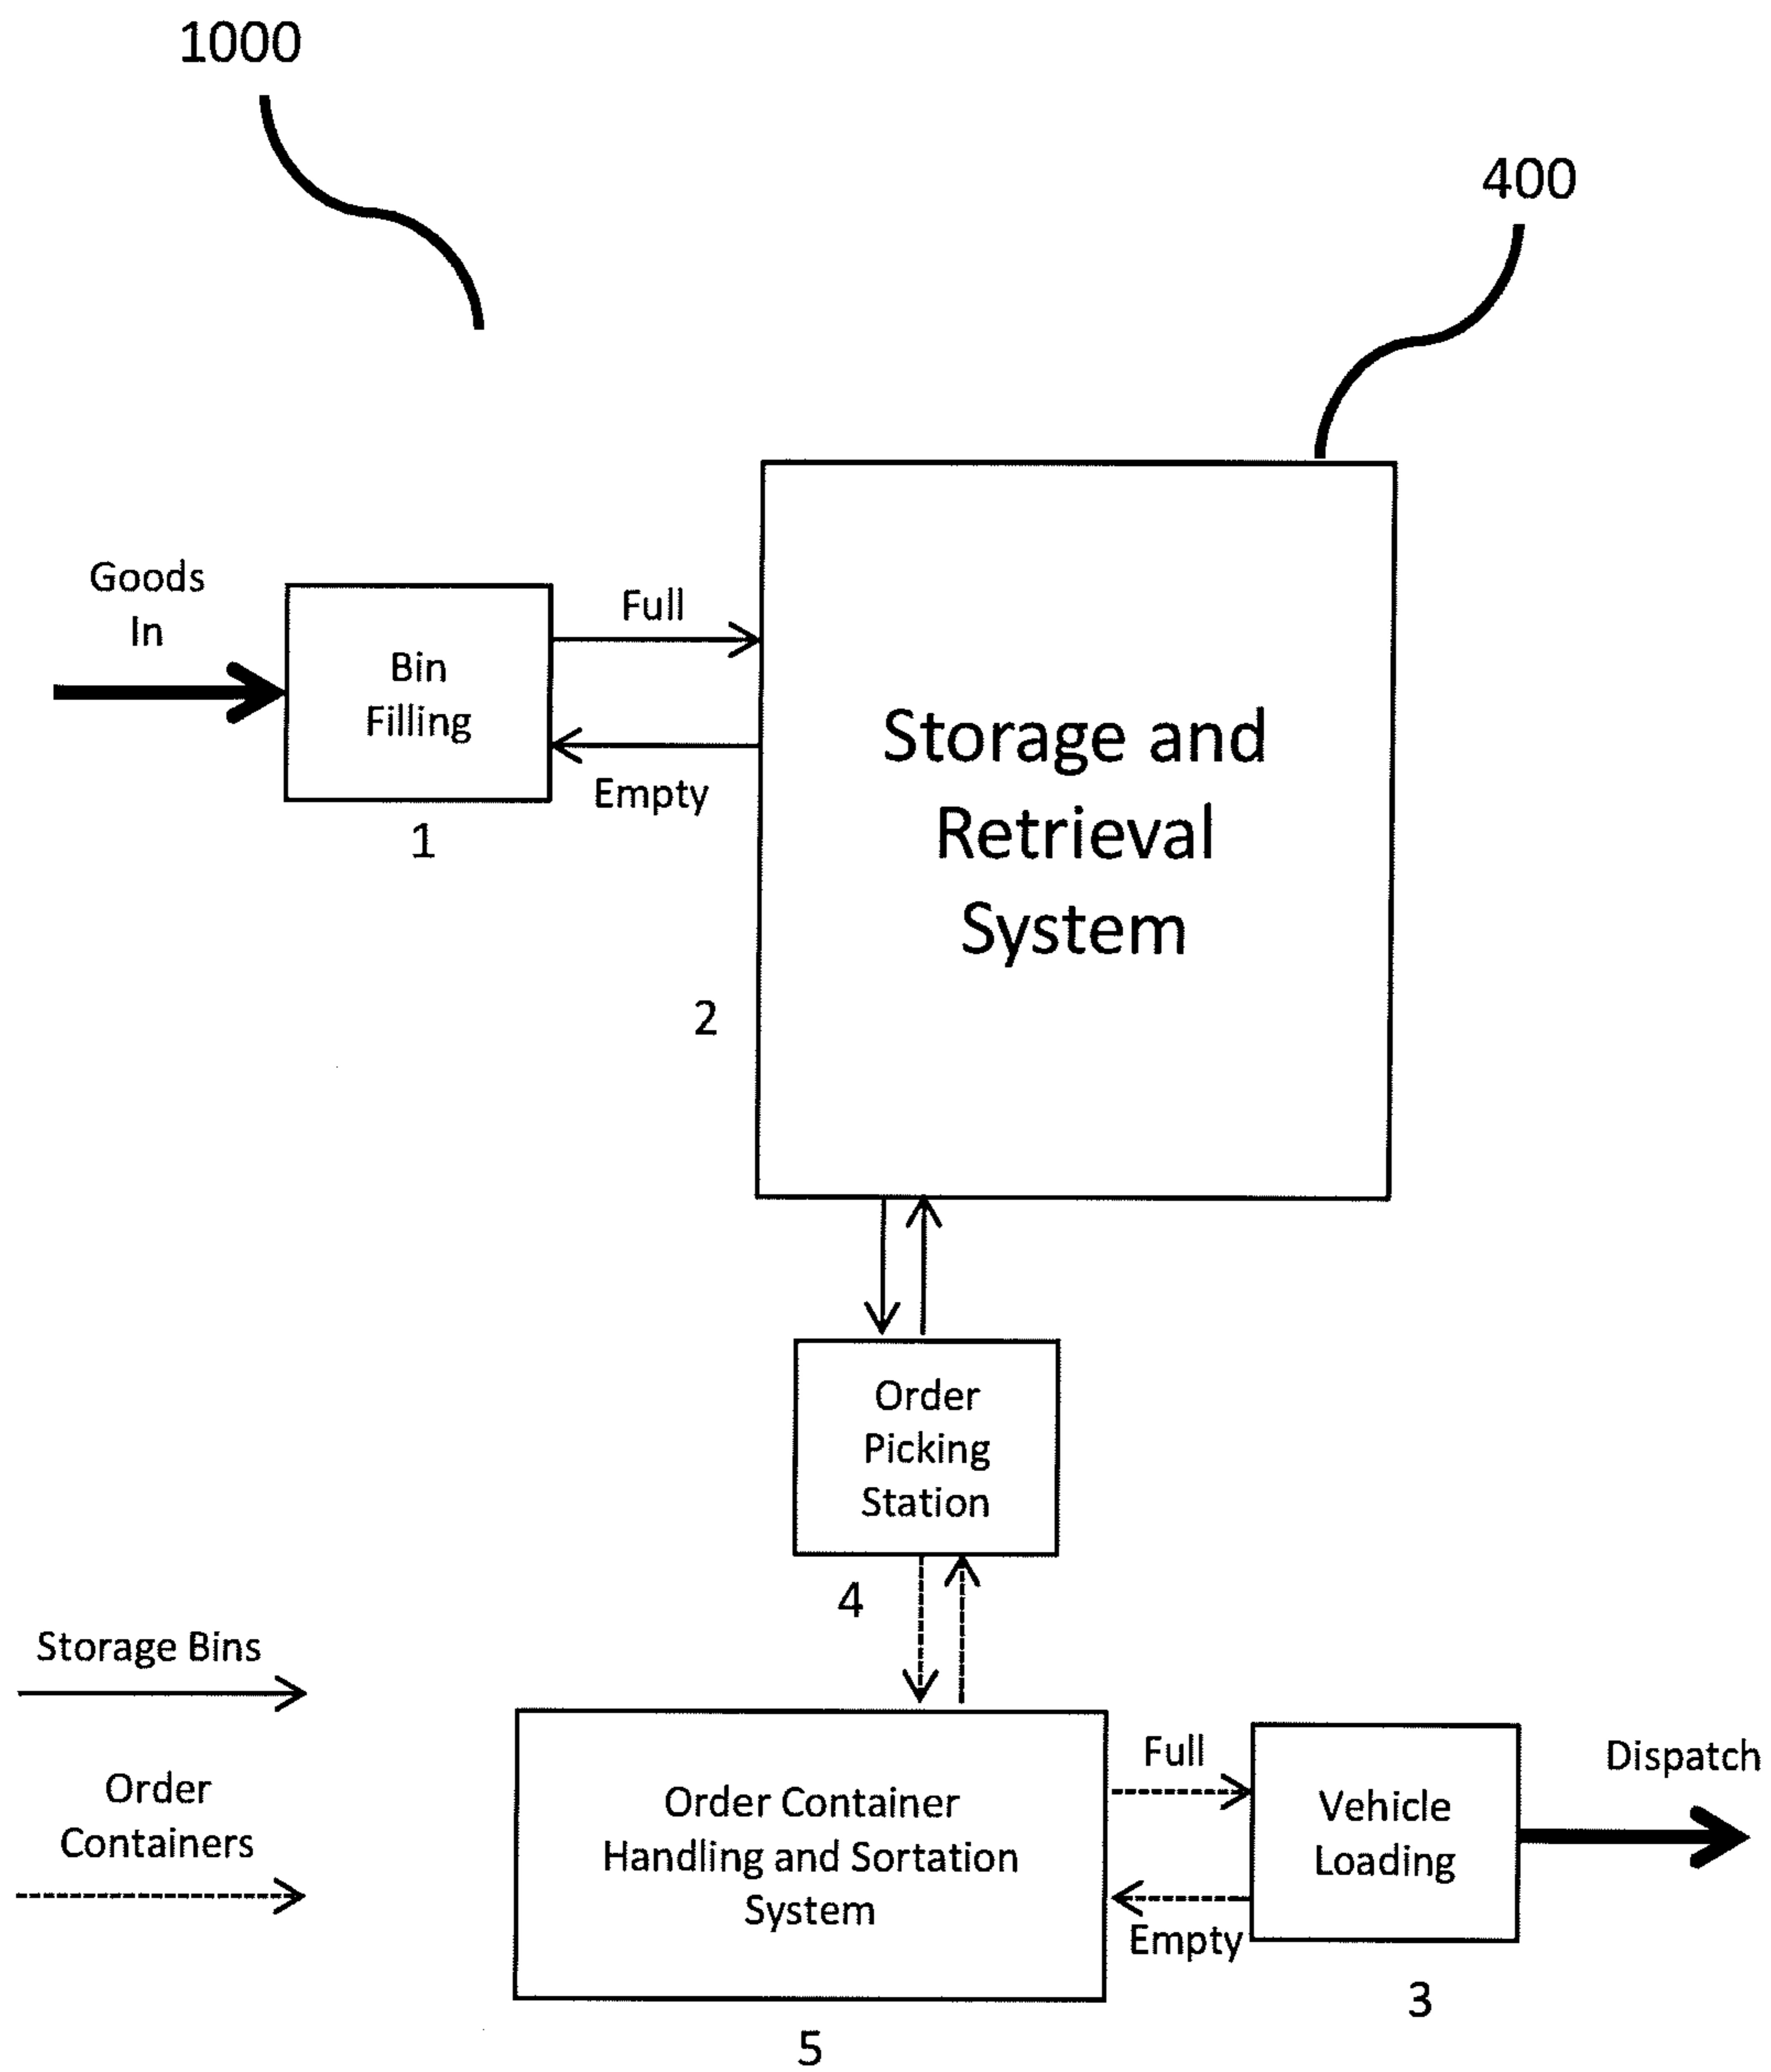 1000
400
Goods
In
Bin
Filling
1
Full
Empty
Storage and
Retrieval
System
2
Order
Picking
Station
4
Storage Bins
Order
Containers
Order Container
Handling and Sortation
System
5
Full
Empty
Vehicle
Loading
3
Dispatch